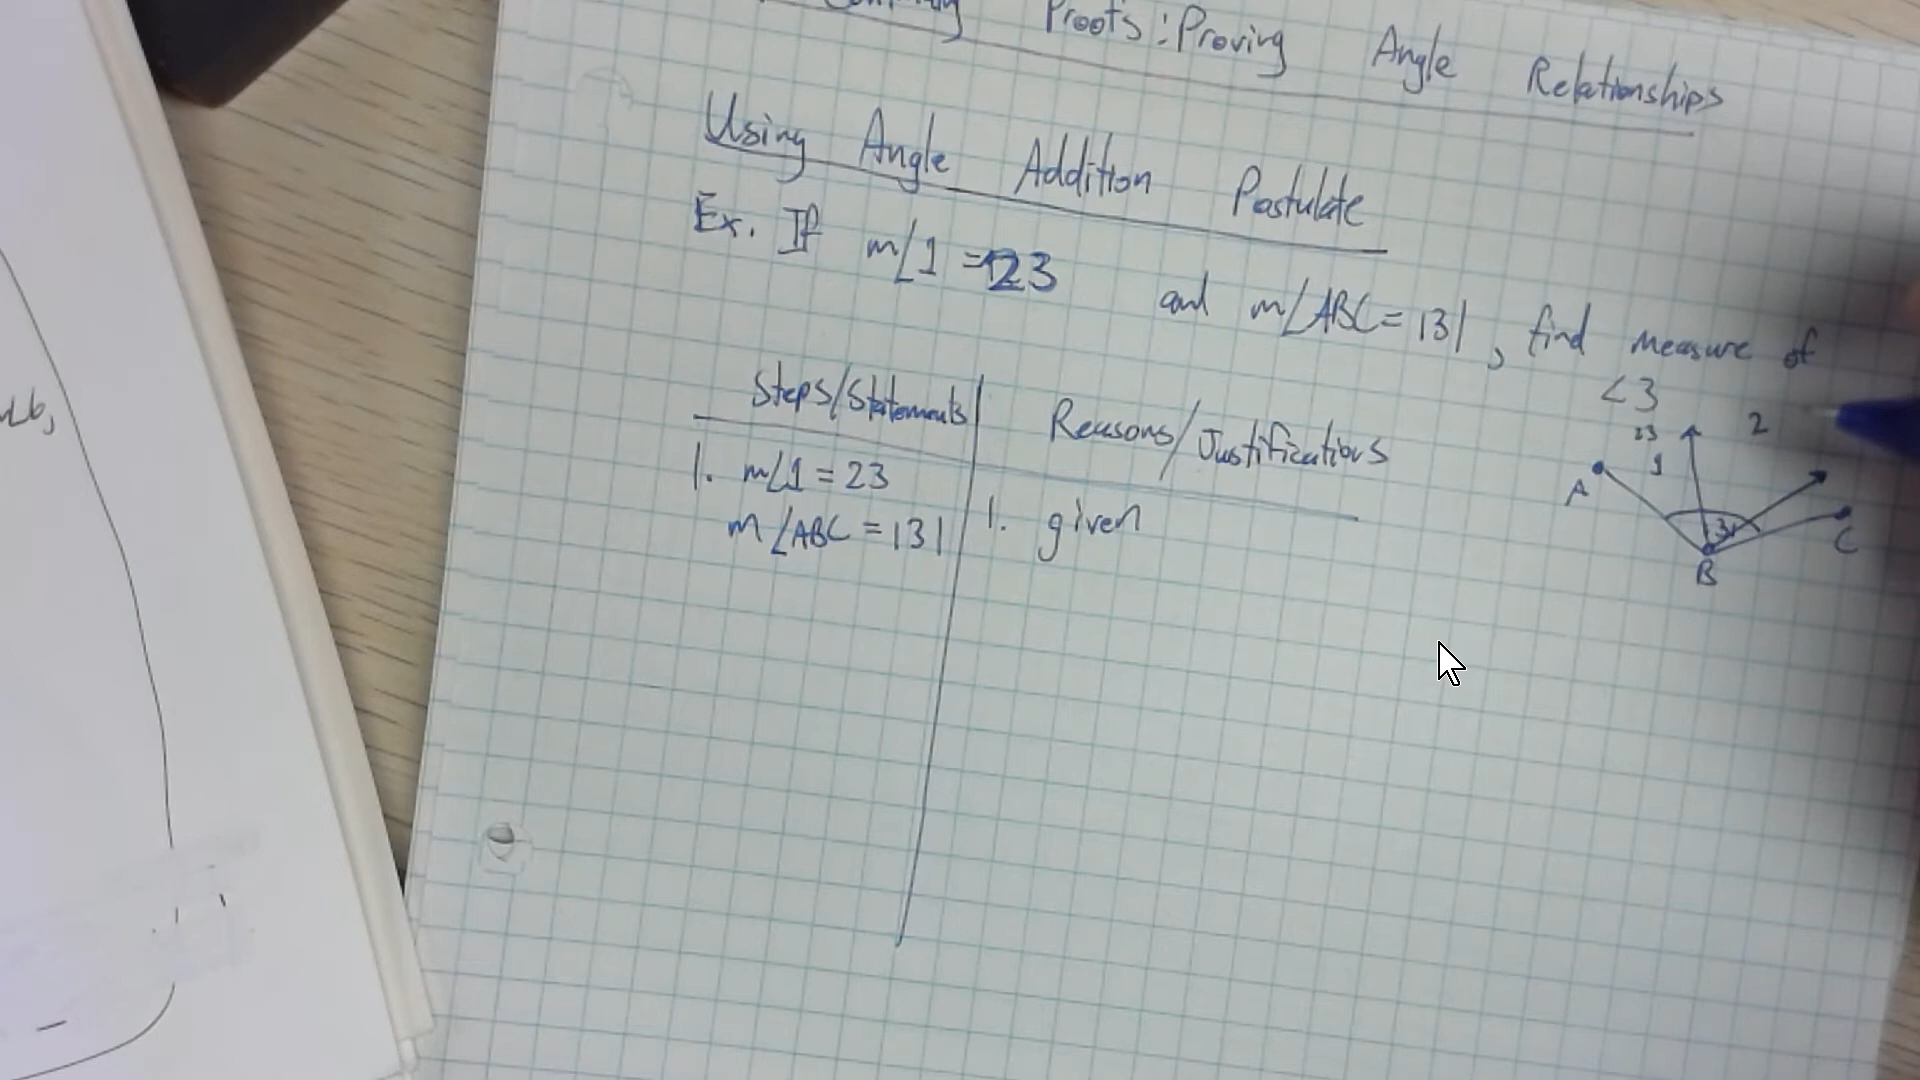 Proofs: Proving Angle Relationships
Using Angle Addition Postulate
Ex. If m∠1 = 23 and m∠ABC = 131, find measure of
∠3
Steps/Statements Reasons/Justifications
1. m∠1 = 23
m∠ABC = 131 1. given
23 2
1
A
3
C
B